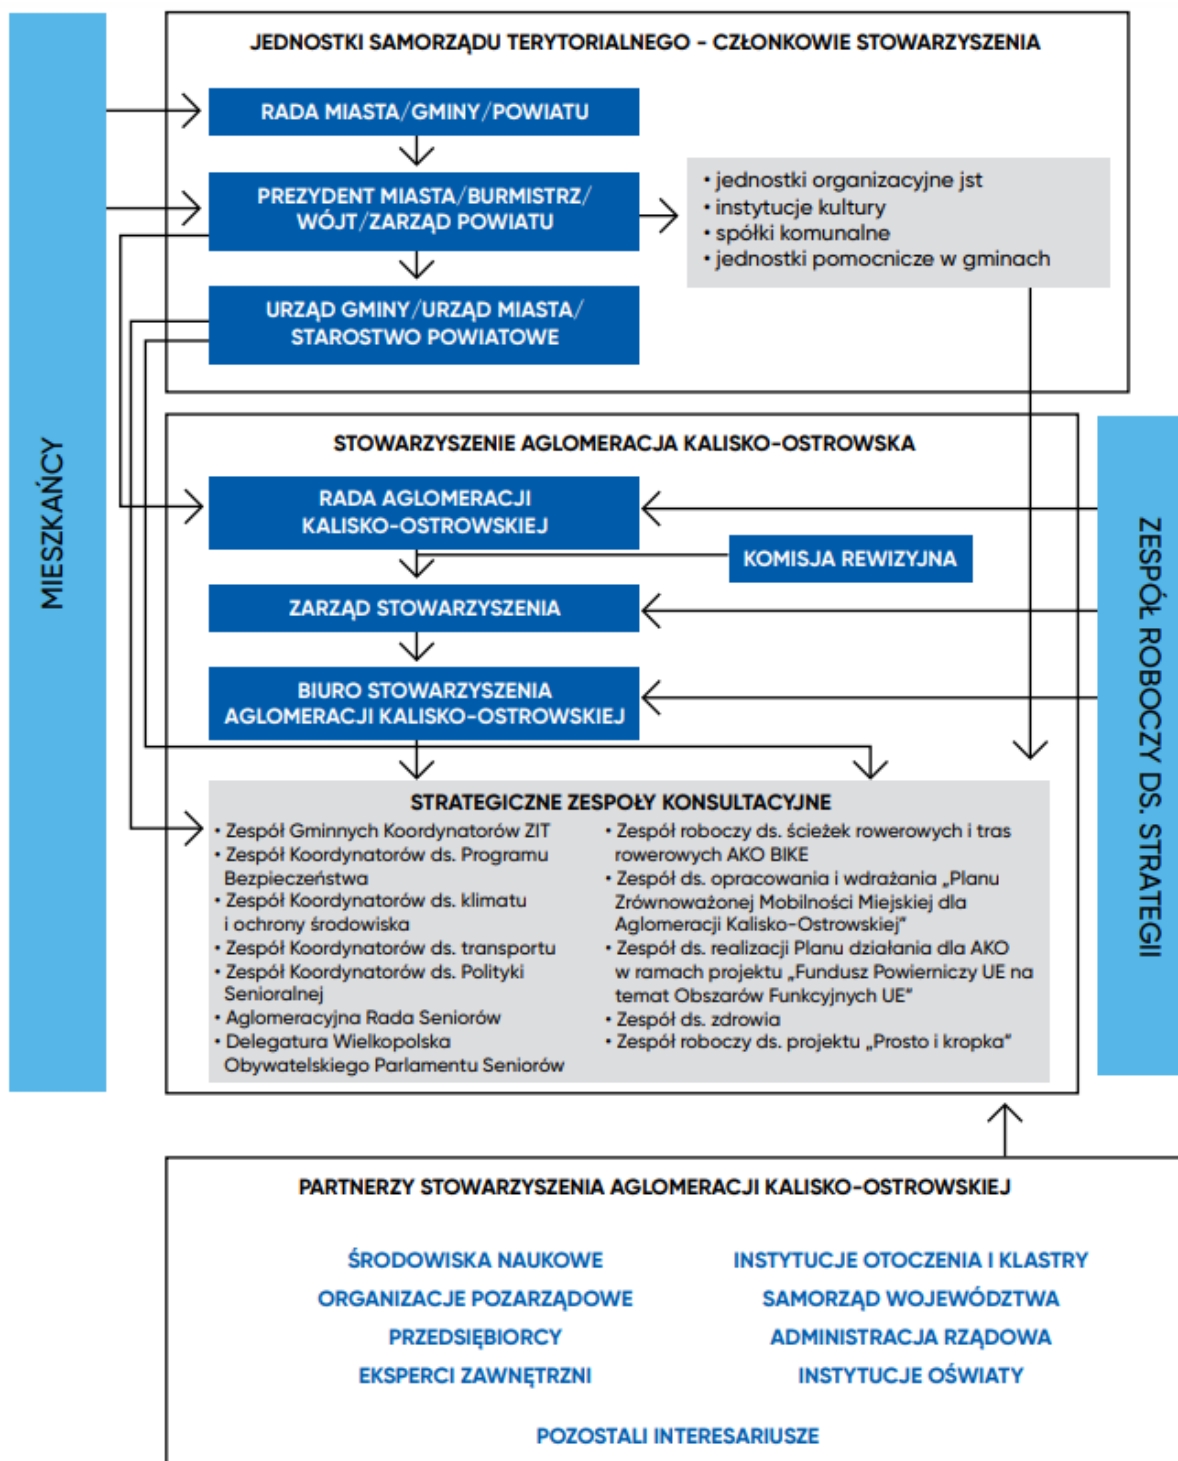 JEDNOSTKI SAMORZĄDU TERYTORIALNEGO - CZŁONKOWIE STOWARZYSZENIA
RADA MIASTA/GMINY/POWIATU
PREZYDENT MIASTA/BURMISTRZ/
WÓJT/ZARZĄD POWIATU
• jednostki organizacyjne jst
• instytucje kultury
• spółki komunalne
• jednostki pomocnicze w gminach
URZĄD GMINY/URZĄD MIASTA/
STAROSTWO POWIATOWE
MIESZKAŃCY
STOWARZYSZENIE AGLOMERACJA KALISKO-OSTROWSKA
RADA AGLOMERACJI
KALISKO-OSTROWSKIEJ
KOMISJA REWIZYJNA
ZARZĄD STOWARZYSZENIA
BIURO STOWARZYSZENIA
AGLOMERACJI KALISKO-OSTROWSKIEJ
ZESPÓŁ ROBOCZY DS. STRATEGII
STRATEGICZNE ZESPOŁY KONSULTACYJNE
• Zespół Gminnych Koordynatorów ZIT
• Zespół Koordynatorów ds. Programu
Bezpieczeństwa
• Zespół Koordynatorów ds. klimatu
i ochrony środowiska
• Zespół Koordynatorów ds. transportu
• Zespół Koordynatorów ds. Polityki
Senioralnej
• Aglomeracyjna Rada Seniorów
• Delegatura Wielkopolska
Obywatelskiego Parlamentu Seniorów
• Zespół roboczy ds. ścieżek rowerowych i tras
rowerowych AKO BIKE
• Zespół ds. opracowania i wdrażania „Planu
Zrównoważonej Mobilności Miejskiej dla
Aglomeracji Kalisko-Ostrowskiej”
• Zespół ds. realizacji Planu działania dla AKO
w ramach projektu „Fundusz Powierniczy UE na
temat Obszarów Funkcyjnych UE”
• Zespół ds. zdrowia
• Zespół roboczy ds. projektu „Prosto i kropka”
PARTNERZY STOWARZYSZENIA AGLOMERACJI KALISKO-OSTROWSKIEJ
ŚRODOWISKA NAUKOWE
ORGANIZACJE POZARZĄDOWE
PRZEDSIĘBIORCY
EKSPERCI ZAWNĘTRZNI
INSTYTUCJE OTOCZENIA I KLASTRY
SAMORZĄD WOJEWÓDZTWA
ADMINISTRACJA RZĄDOWA
INSTYTUCJE OŚWIATY
POZOSTALI INTERESARIUSZE